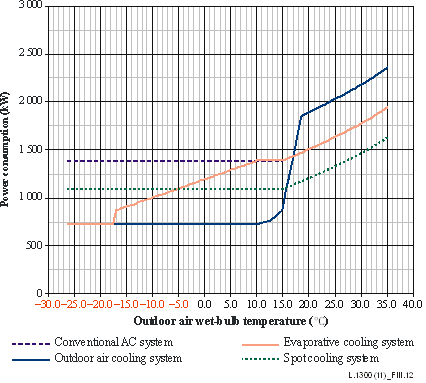 3 000
2 500
2 000
1 500
1 000
500
0
Power consumption (kW)
−30.0 −25.0 −20.0 −15.0 −10.0 −5.0 0.0 5.0 10.0 15.0 20.0 25.0 30.0 35.0 40.0
Outdoor air wet-bulb temperature (°C)
Conventional AC system
Evaporative cooling system
Outdoor air cooling system
Spot cooling system
L.1300(11)_FIII.12